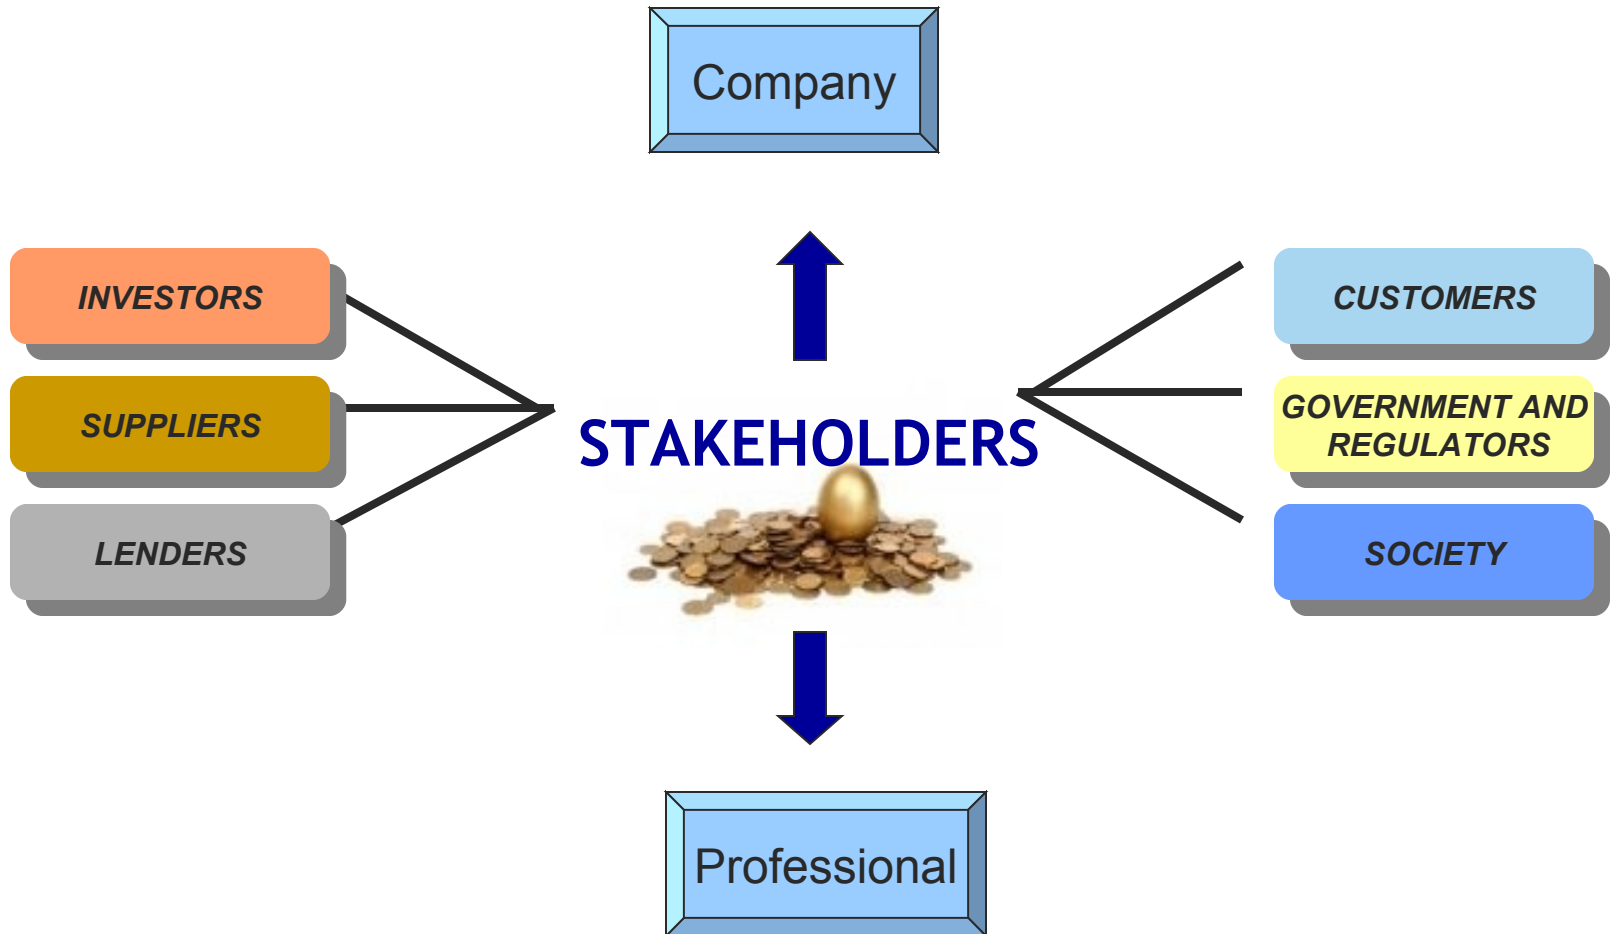 Company
INVESTORS
CUSTOMERS
SUPPLIERS
STAKEHOLDERS
GOVERNMENT AND
REGULATORS
LENDERS
SOCIETY
Professional